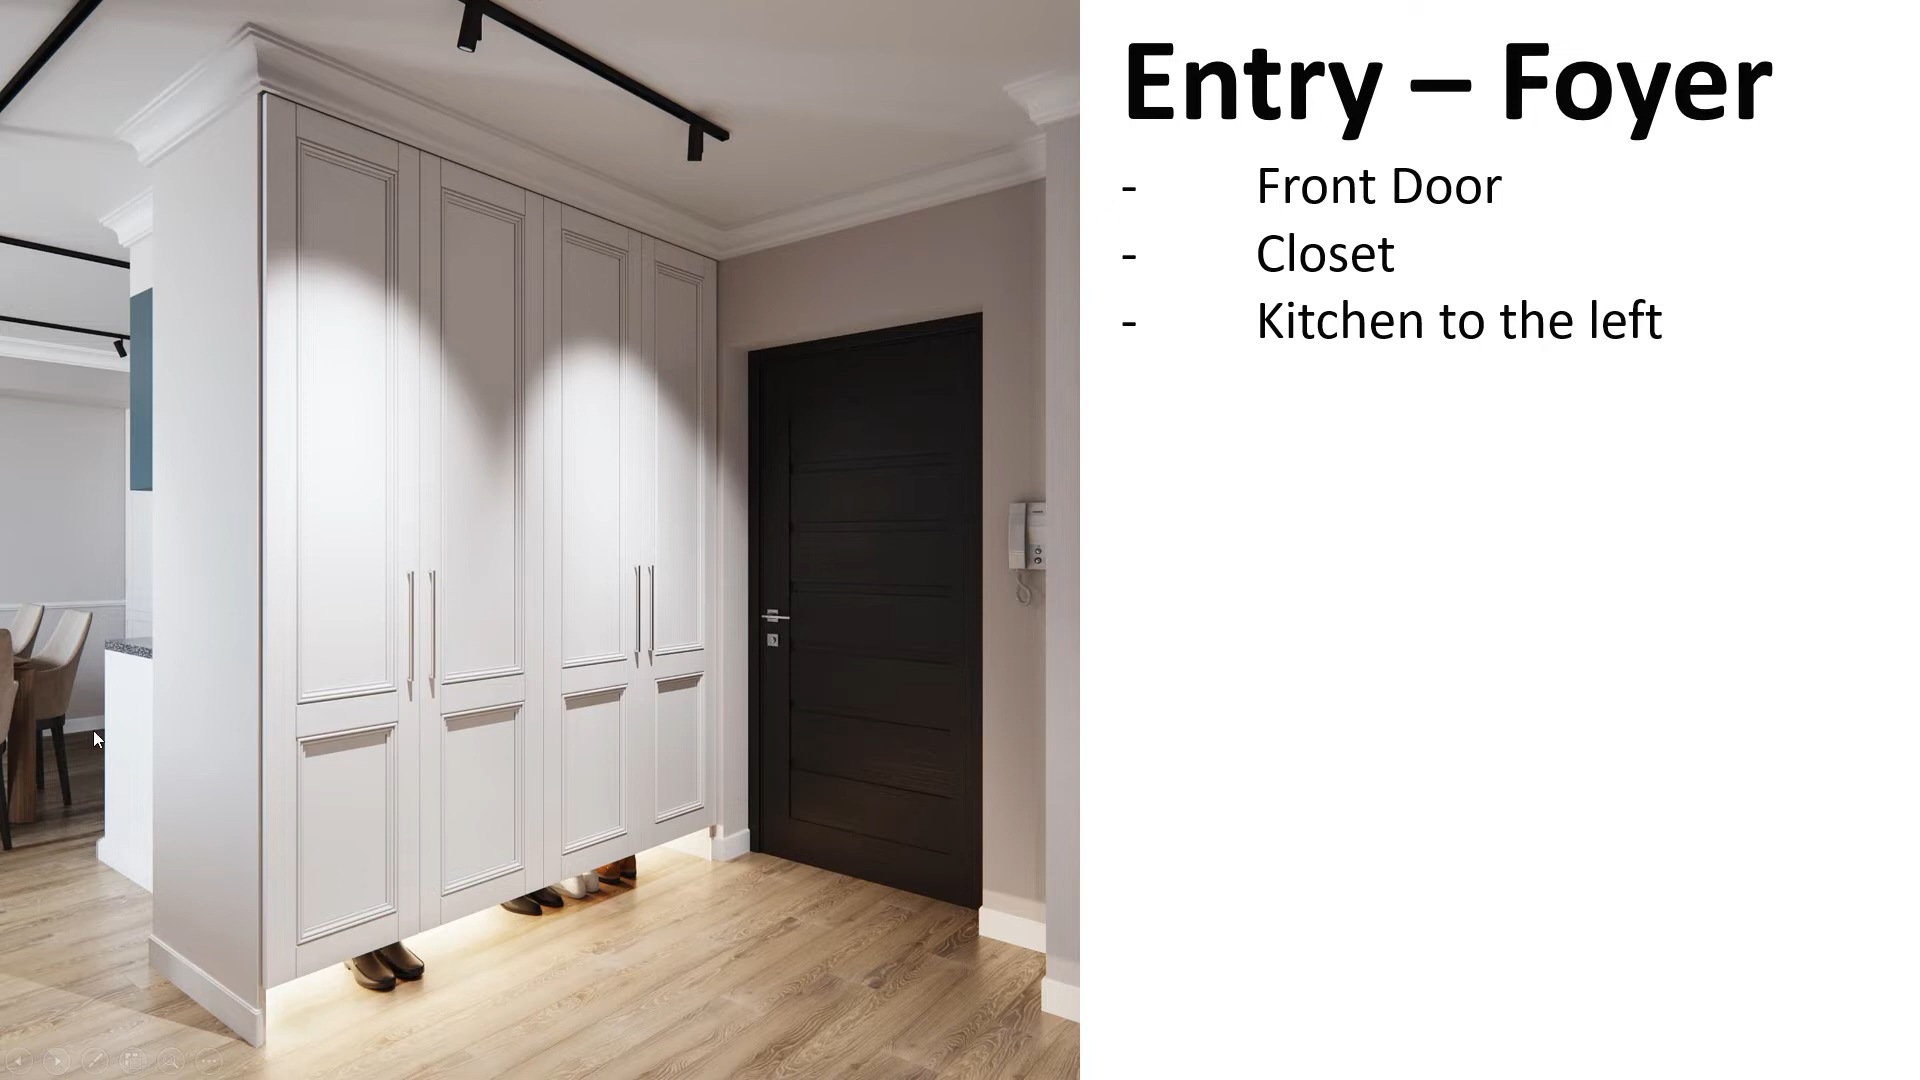 Entry – Foyer
- Front Door
- Closet
- Kitchen to the left